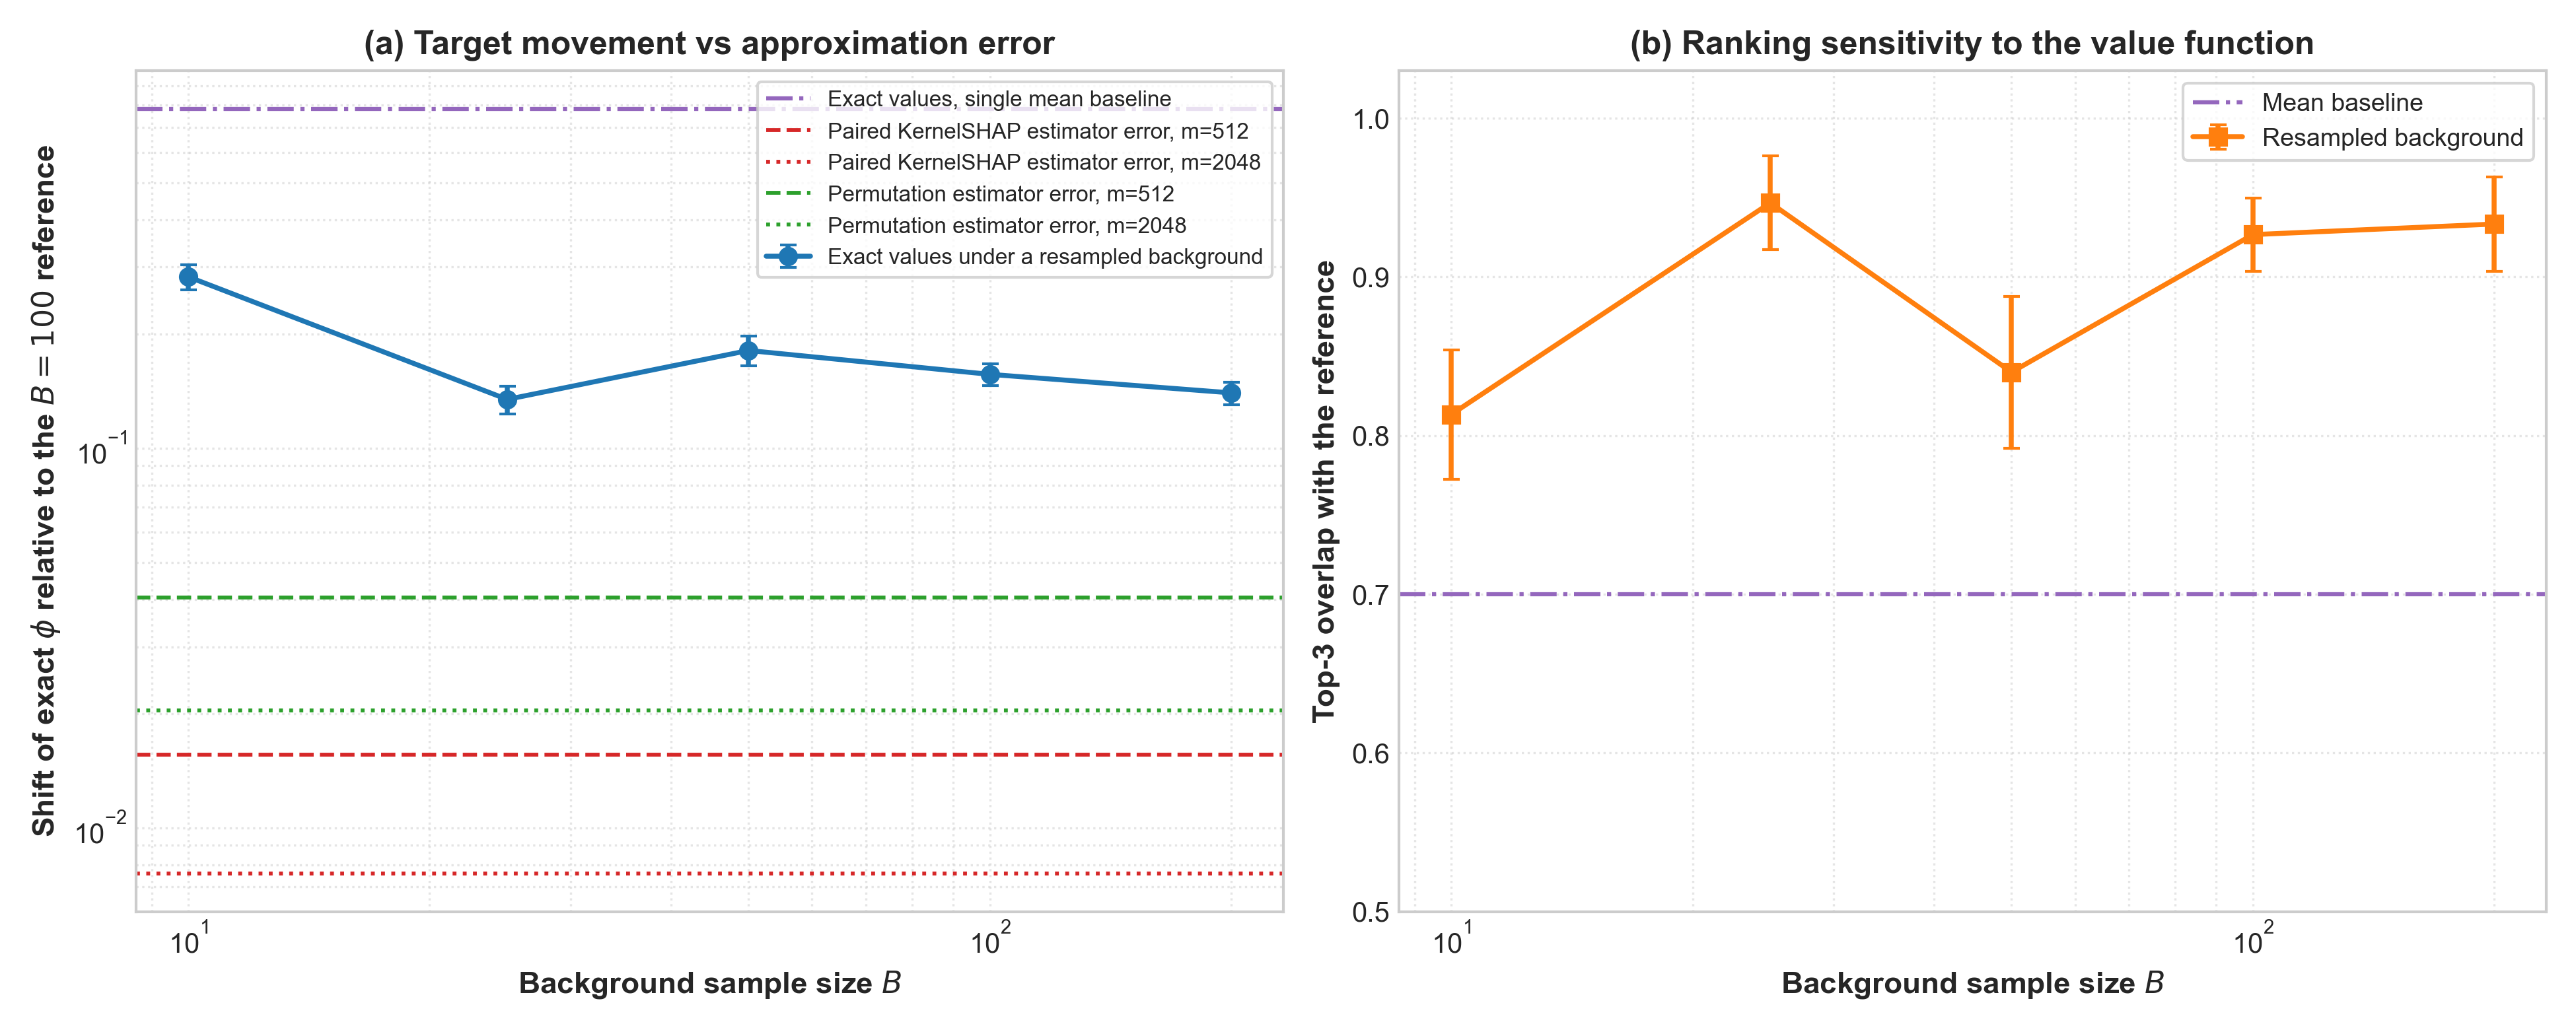 (a) Target movement vs approximation error
Shift of exact ϕ relative to the B = 100 reference
10⁻¹
10⁻²
Exact values, single mean baseline
Paired KernelSHAP estimator error, m=512
Paired KernelSHAP estimator error, m=2048
Permutation estimator error, m=512
Permutation estimator error, m=2048
Exact values under a resampled background
10¹
10²
Background sample size B
(b) Ranking sensitivity to the value function
Top-3 overlap with the reference
1.0
0.9
0.8
0.7
0.6
0.5
Mean baseline
Resampled background
10¹
10²
Background sample size B